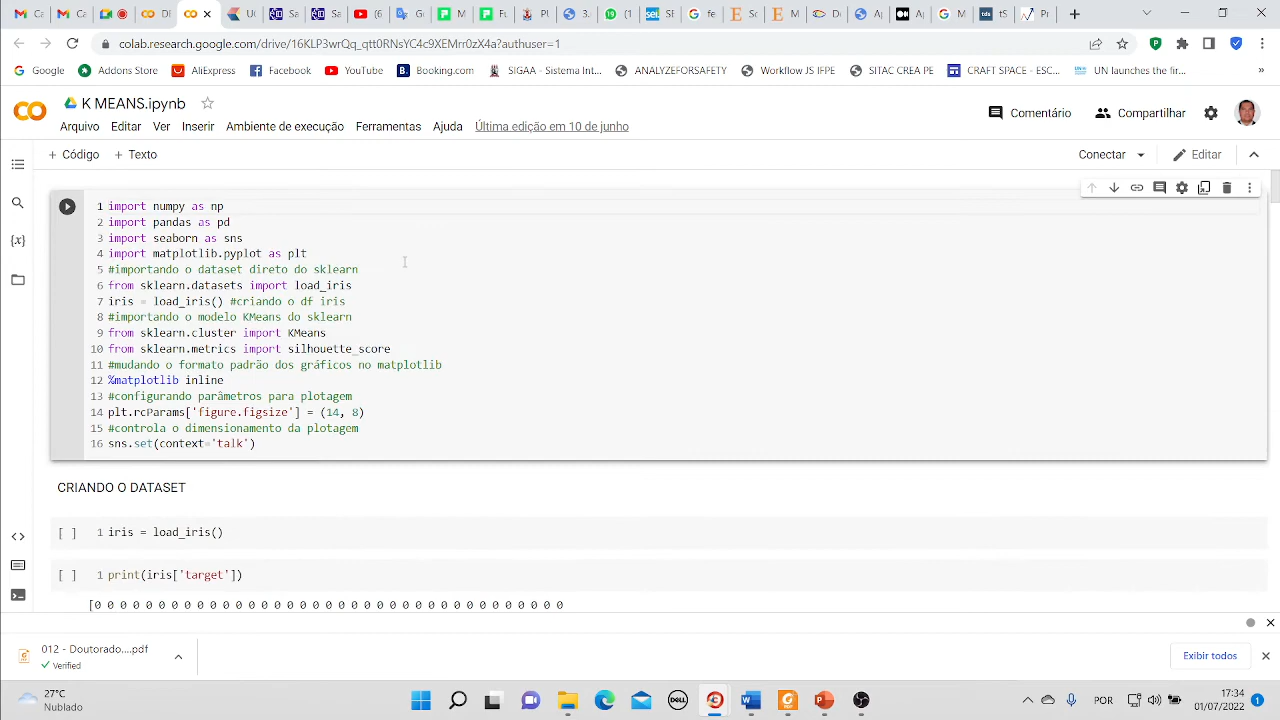 colab.research.google.com/drive/16KLP3wrQq_qtt0RNsYC4c9XEMrr0zX4a?authuser=1
Google
Addons Store
AliExpress
Facebook
YouTube
Booking.com
SIGAA - Sistema Int...
ANALYZEFORSAFETY
Workflow JS IFPE
SITAC CREA PE
CRAFT SPACE - ESC...
UN launches the fir...
»
K MEANS.ipynb
Comentário
Compartilhar
Arquivo Editar Ver Inserir Ambiente de execução Ferramentas Ajuda Última edição em 10 de junho
+ Código + Texto
Conectar
Editar
1 import numpy as np
2 import pandas as pd
3 import seaborn as sns
4 import matplotlib.pyplot as plt
5 #importando o dataset direto do sklearn
6 from sklearn.datasets import load_iris
7 iris = load_iris() #criando o df iris
8 #importando o modelo KMeans do sklearn
9 from sklearn.cluster import KMeans
10 from sklearn.metrics import silhouette_score
11 #mudando o formato padrão dos gráficos no matplotlib
12 %matplotlib inline
13 #configurando parâmetros para plotagem
14 plt.rcParams['figure.figsize'] = (14, 8)
15 #controla o dimensionamento da plotagem
16 sns.set(context='talk')
CRIANDO O DATASET
[ ] 1 iris = load_iris()
[ ] 1 print(iris['target'])
[0 0 0 0 0 0 0 0 0 0 0 0 0 0 0 0 0 0 0 0 0 0 0 0 0 0 0 0 0 0 0 0 0 0 0 0 0
012 - Doutorado....pdf
Verified
Exibir todos
27°C
Nublado
POR
17:34
01/07/2022
1